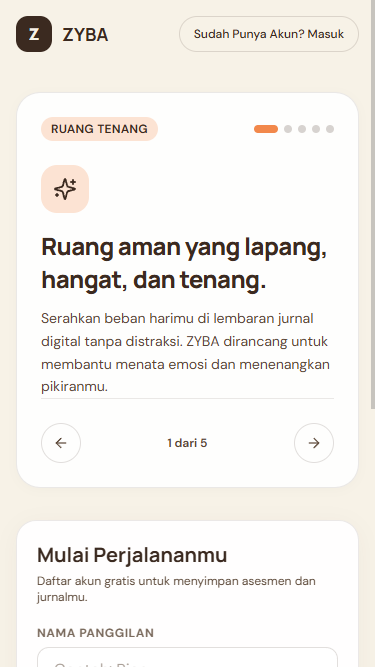 Z ZYBA
Sudah Punya Akun? Masuk
RUANG TENANG
Ruang aman yang lapang,
hangat, dan tenang.
Serahkan beban harimu di lembaran jurnal
digital tanpa distraksi. ZYBA dirancang untuk
membantu menata emosi dan menenangkan
pikiranmu.
1 dari 5
Mulai Perjalananmu
Daftar akun gratis untuk menyimpan asesmen dan
jurnalmu.
NAMA PANGGILAN